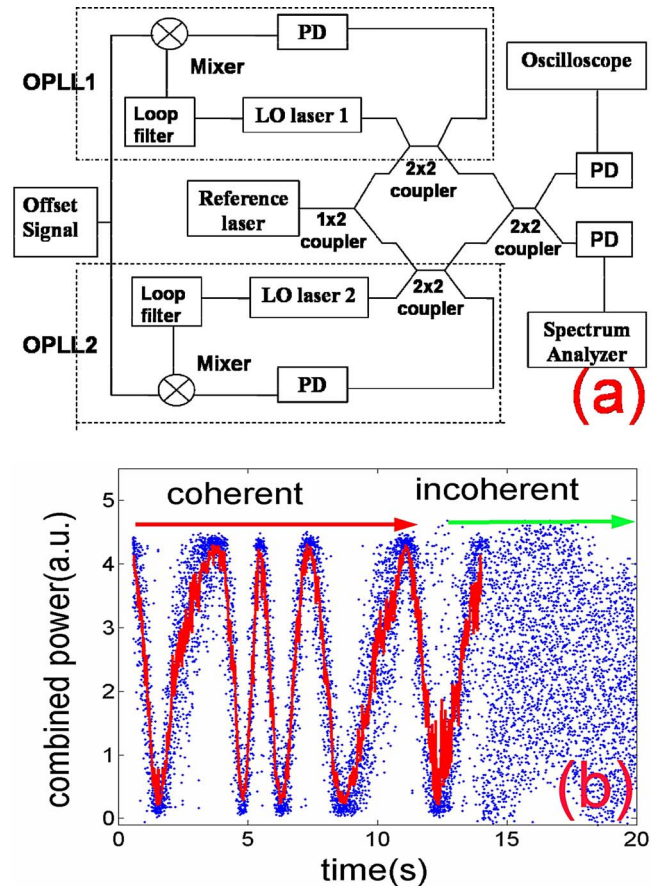 PD
Mixer
OPLL1
Loop
filter
LO laser 1
Oscilloscope
2x2
coupler
PD
Offset
Signal
Reference
laser
1x2
coupler
2x2
coupler
PD
2x2
coupler
Loop
filter
LO laser 2
OPLL2
Mixer
PD
Spectrum
Analyzer
(a)
coherent
incoherent
combined power(a.u.)
5
4
3
2
1
0
(b)
0 5 10 15 20
time(s)